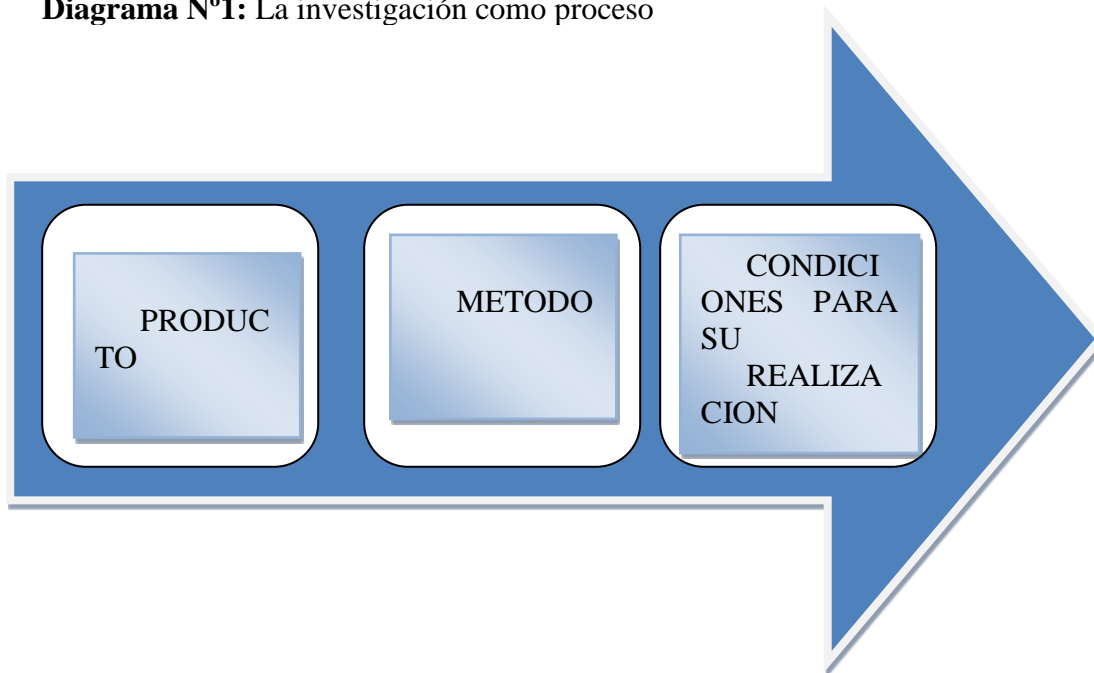 Diagrama Nº1: La investigación como proceso
PRODUC
TO
METODO
CONDICI
ONES PARA
SU
REALIZA
CION